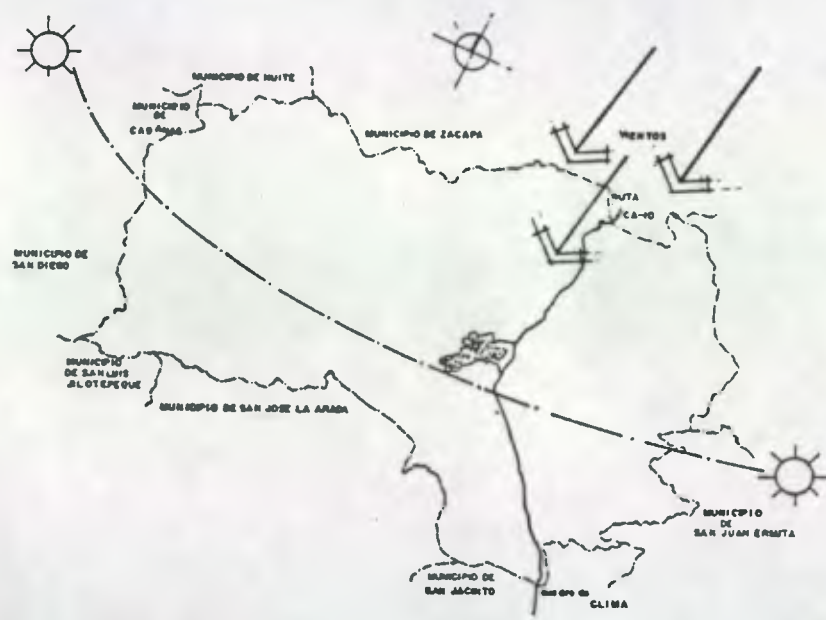 MUNICIPIO DE HUITE
MUNICIPIO
DE
CABAÑAS
MUNICIPIO DE ZACAPA
VIENTOS
RUTA
CA-10
MUNICIPIO DE
SAN DIEGO
MUNICIPIO
DE SAN LUIS
JILOTEPEQUE
MUNICIPIO DE SAN JOSE LA ARADA
MUNICIPIO
DE
SAN JUAN ERMITA
MUNICIPIO DE
SAN JACINTO
CLIMA